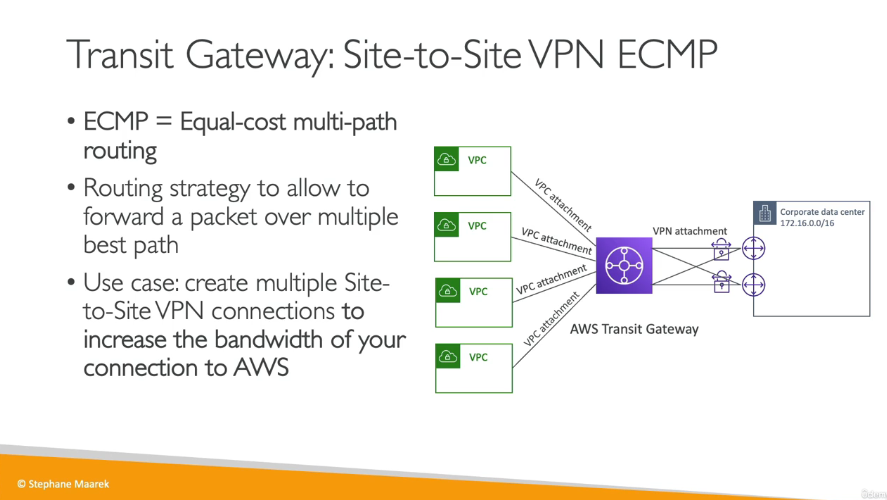 Transit Gateway: Site-to-Site VPN ECMP
• ECMP = Equal-cost multi-path
routing
• Routing strategy to allow to
forward a packet over multiple
best path
• Use case: create multiple Site-
to-Site VPN connections to
increase the bandwidth of your
connection to AWS
VPC
VPC
VPC
VPC
VPC attachment
VPC attachment
VPC attachment
VPC attachment
AWS Transit Gateway
VPN attachment
Corporate data center
172.16.0.0/16
© Stephane Maarek
Udemy